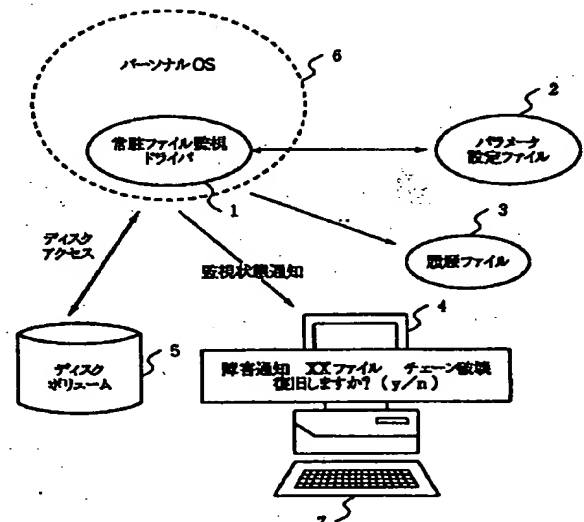 パーソナルOS
6
常駐ファイル監視
ドライバ
1
2
パラメータ
設定ファイル
3
履歴ファイル
ディスク
アクセス
監視状態通知
4
ディスク
ボリューム
5
障害通知 XXファイル チェーン破壊
復旧しますか?(y/n)
7